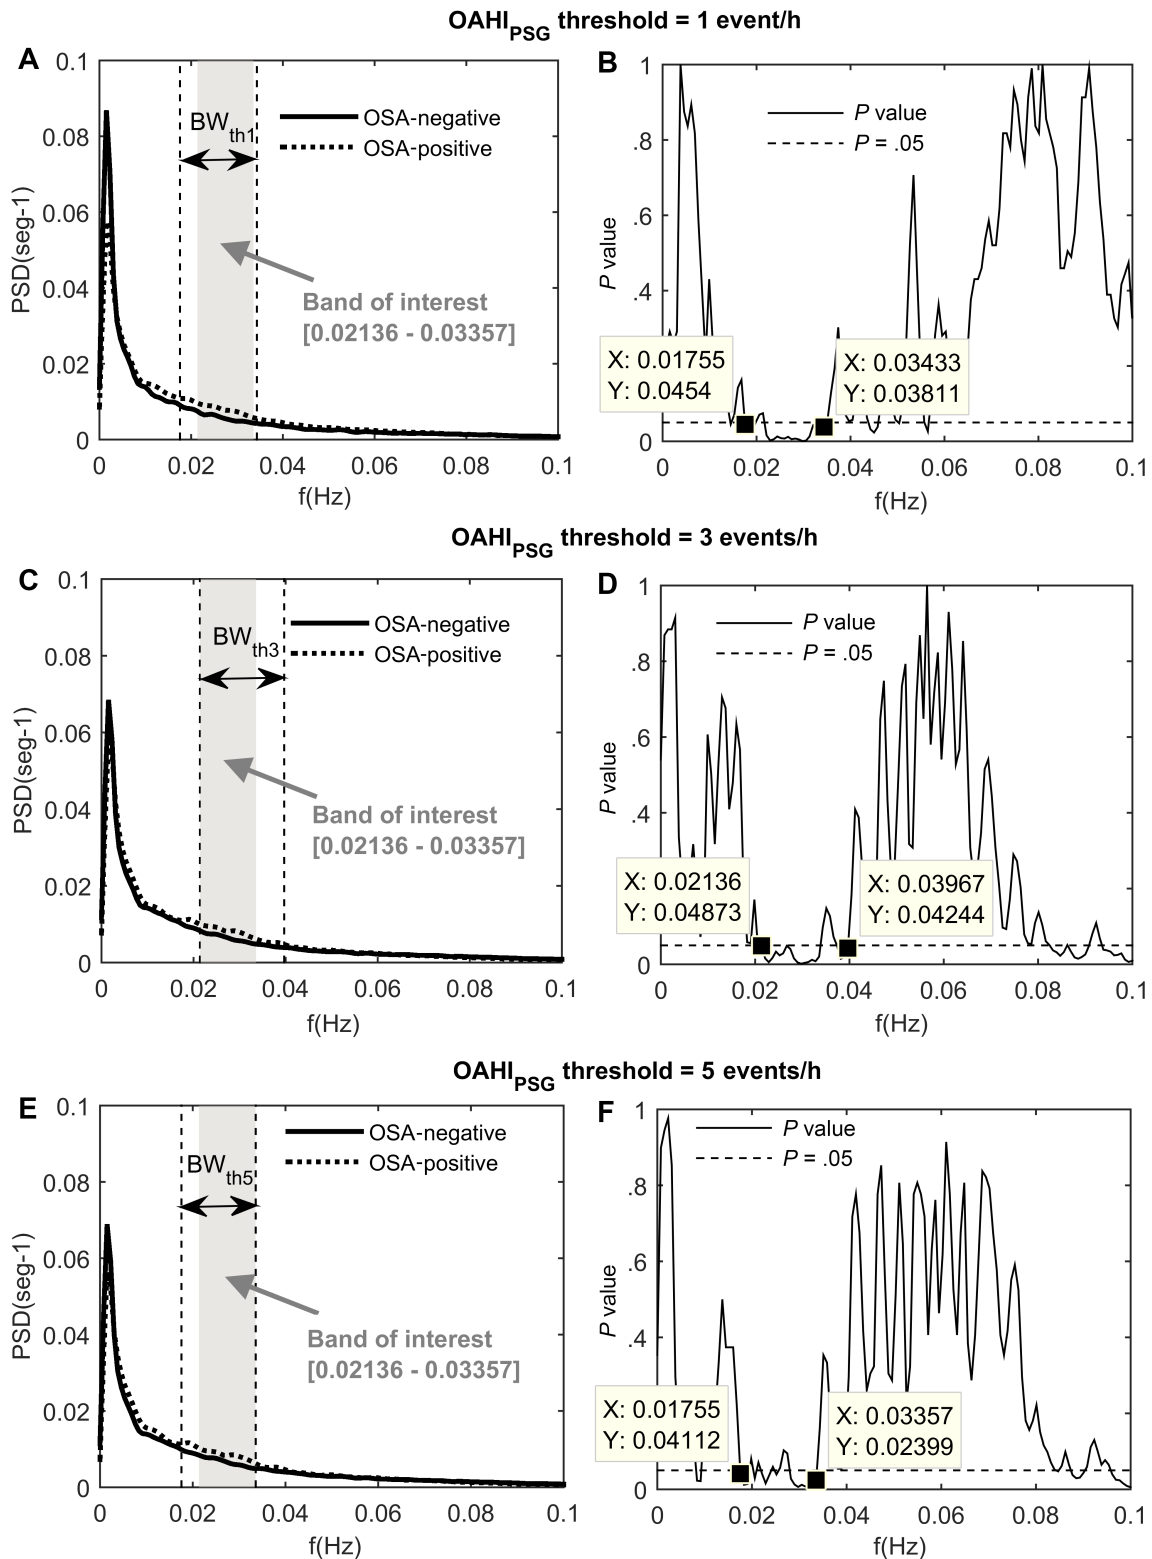 OAHIPSG threshold = 1 event/h
A
0.1
0.08
0.06
0.04
0.02
0
PSD(seg-1)
BWth1
OSA-negative
OSA-positive
Band of interest
[0.02136 - 0.03357]
0 0.02 0.04 0.06 0.08 0.1
f(Hz)
B
1
.8
.6
.4
0
P value
P value
P = .05
X: 0.01755
Y: 0.0454
X: 0.03433
Y: 0.03811
0 0.02 0.04 0.06 0.08 0.1
f(Hz)
OAHIPSG threshold = 3 events/h
C
0.1
0.08
0.06
0.04
0.02
0
PSD(seg-1)
BWth3
OSA-negative
OSA-positive
Band of interest
[0.02136 - 0.03357]
0 0.02 0.04 0.06 0.08 0.1
f(Hz)
D
1
.8
.6
.4
0
P value
P value
P = .05
X: 0.02136
Y: 0.04873
X: 0.03967
Y: 0.04244
0 0.02 0.04 0.06 0.08 0.1
f(Hz)
OAHIPSG threshold = 5 events/h
E
0.1
0.08
0.06
0.04
0.02
0
PSD(seg-1)
BWth5
OSA-negative
OSA-positive
Band of interest
[0.02136 - 0.03357]
0 0.02 0.04 0.06 0.08 0.1
f(Hz)
F
1
.8
.6
.4
0
P value
P value
P = .05
X: 0.01755
Y: 0.04112
X: 0.03357
Y: 0.02399
0 0.02 0.04 0.06 0.08 0.1
f(Hz)